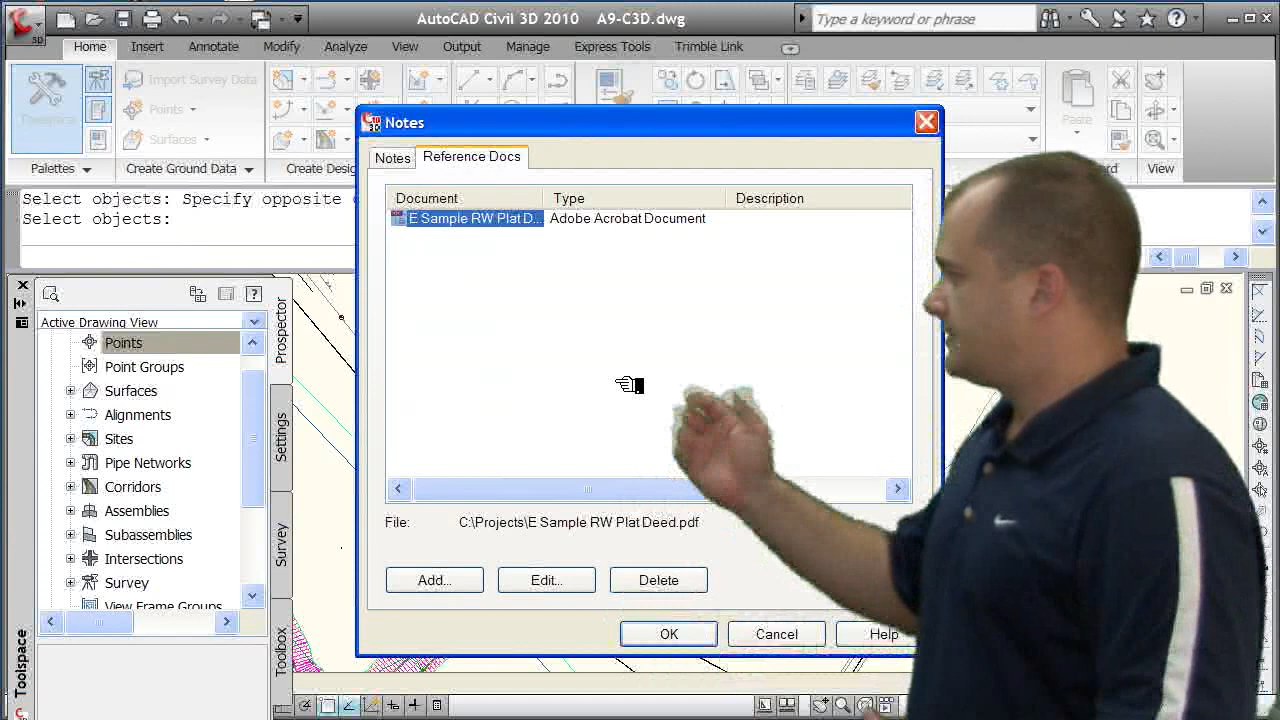 AutoCAD Civil 3D 2010 A9-C3D.dwg
Type a keyword or phrase
Home Insert Annotate Modify Analyze View Output Manage Express Tools Trimble Link
Toolspace
Import Survey Data
Points
Surfaces
Paste
Palettes
Create Ground Data
Create Design
View
Select objects: Specify opposite
Select objects:
Notes
Notes
Reference Docs
Document Type Description
E Sample RW Plat D... Adobe Acrobat Document
File: C:\Projects\E Sample RW Plat Deed.pdf
Add...
Edit...
Delete
OK
Cancel
Help
Active Drawing View
Points
Point Groups
Surfaces
Alignments
Sites
Pipe Networks
Corridors
Assemblies
Subassemblies
Intersections
Survey
View Frame Groups
Prospector
Settings
Survey
Toolbox
Toolspace